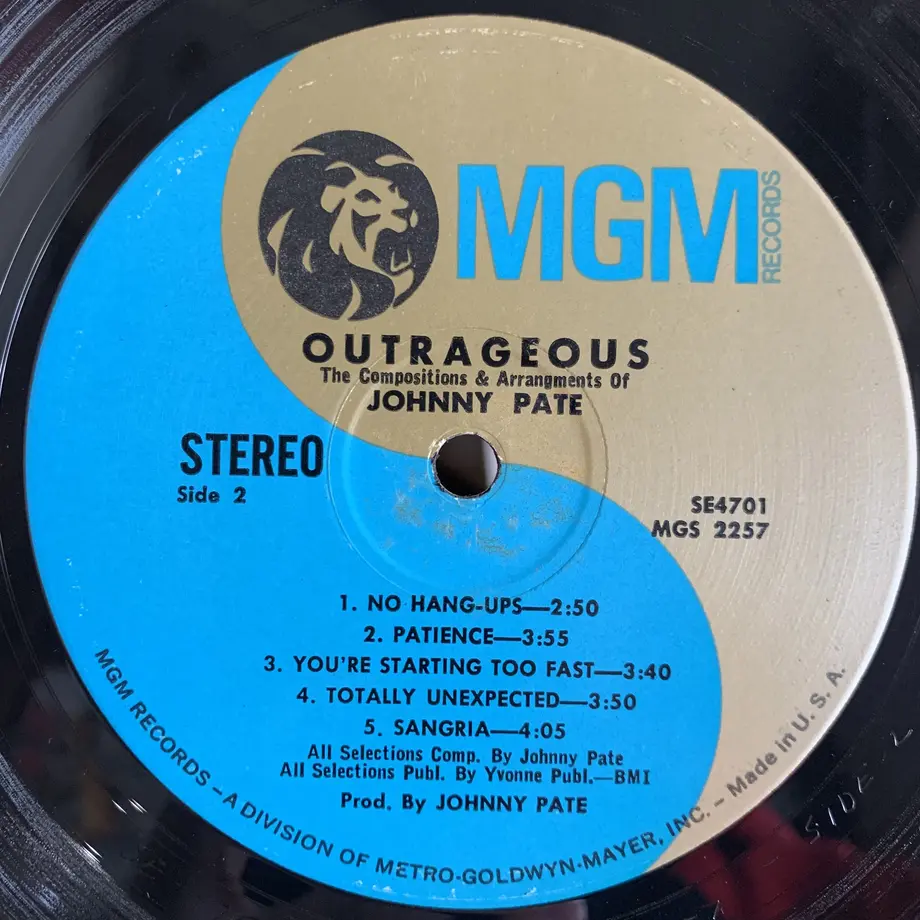 MGM
RECORDS
OUTRAGEOUS
The Compositions & Arrangments Of
JOHNNY PATE
STEREO
Side 2
SE4701
MGS 2257
1. NO HANG-UPS—2:50
2. PATIENCE—3:55
3. YOU'RE STARTING TOO FAST—3:40
4. TOTALLY UNEXPECTED—3:50
5. SANGRIA—4:05
All Selections Comp. By Johnny Pate
All Selections Publ. By Yvonne Publ.—BMI
Prod. By JOHNNY PATE
MGM RECORDS – A DIVISION OF METRO-GOLDWYN-MAYER, INC. – Made in U. S. A.
SIDE-2